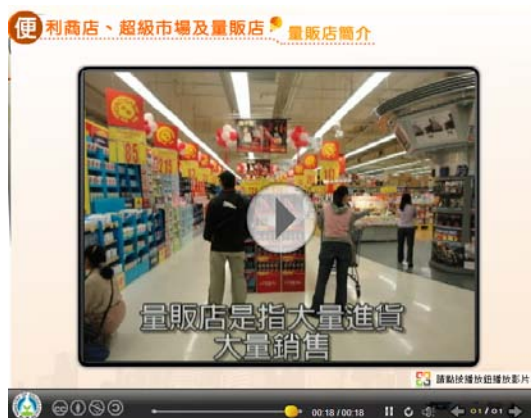 便利商店、超級市場及量販店 量販店簡介
85
量販店是指大量進貨
大量銷售
請點按播放鈕播放影片
cc
00:18/00:18
01/01